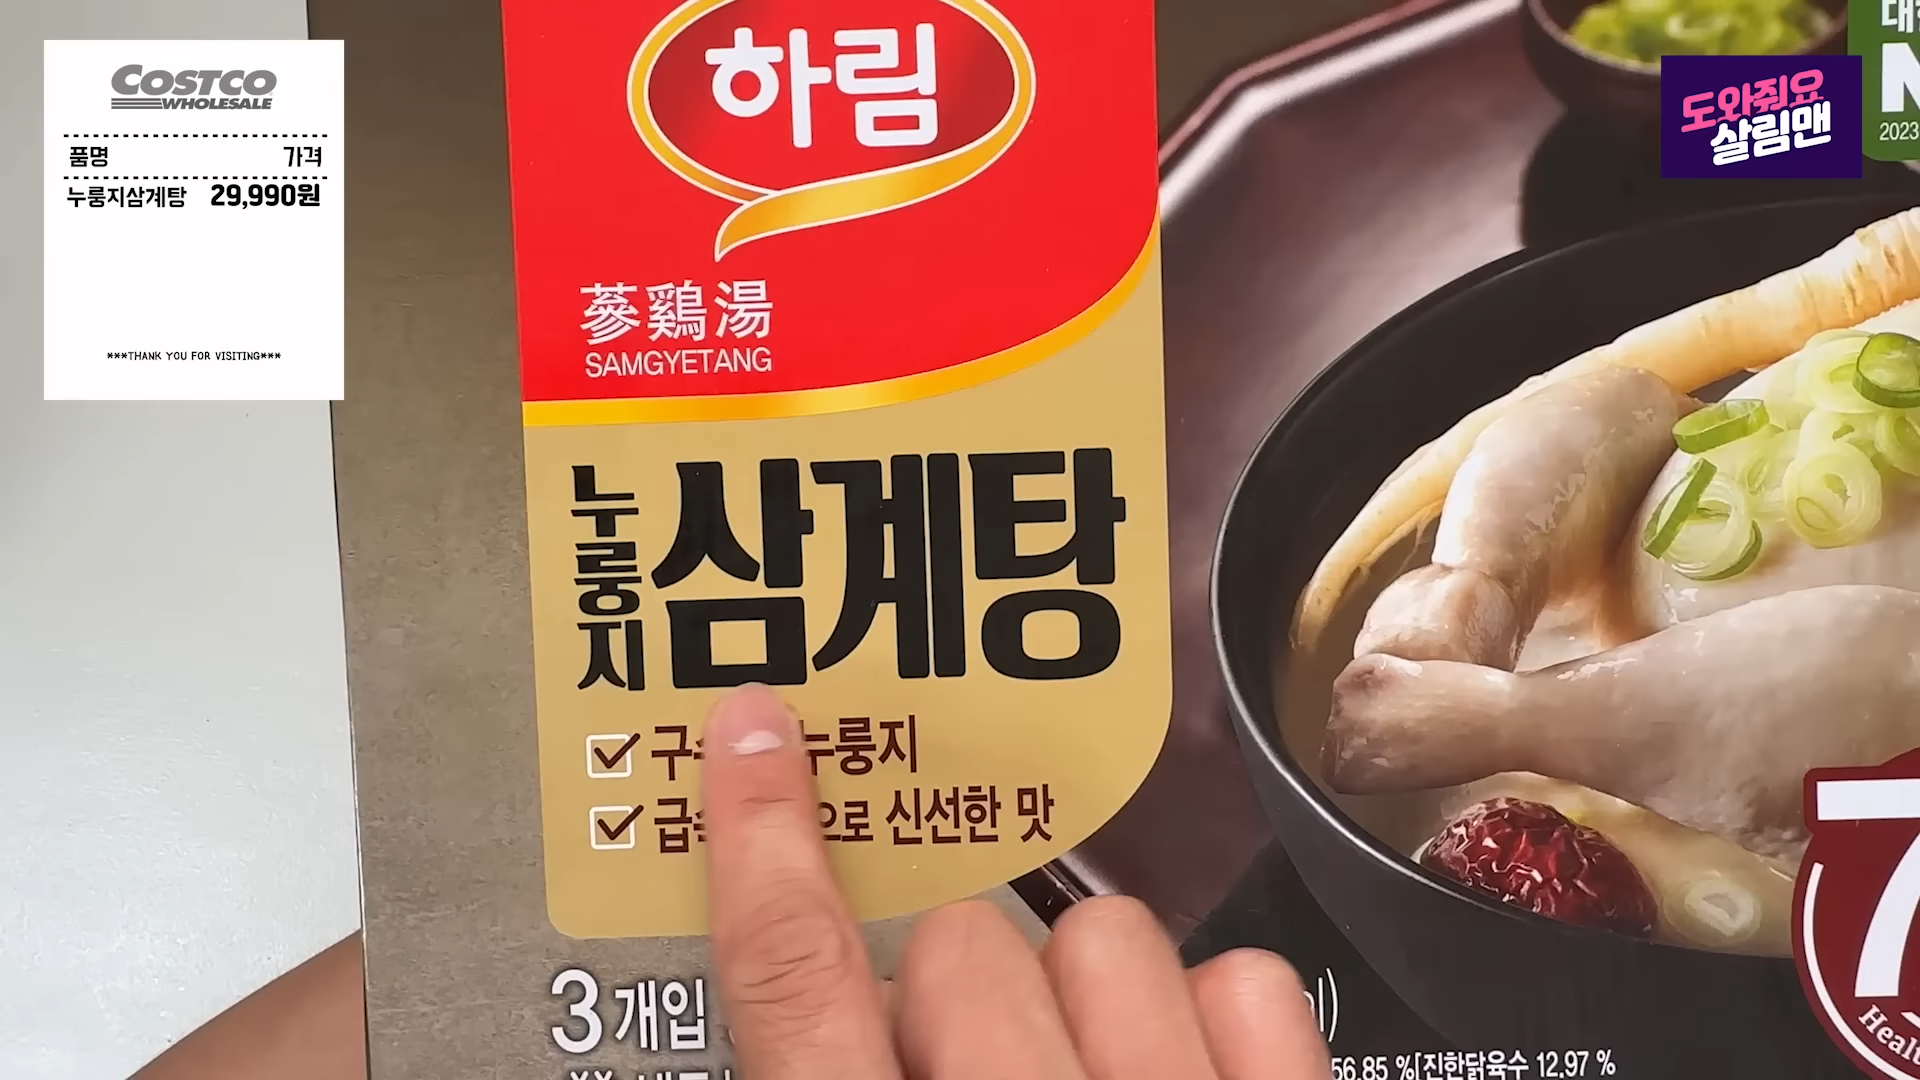 COSTCO
WHOLESALE
품명 가격
누룽지삼계탕 29,990원
***THANK YOU FOR VISITING***
하림
蔘鷄湯
SAMGYETANG
누룽지 삼계탕
누룽지
신선한 맛
3개입
56.85 %[진한닭육수 12.97 %
도와줘요
살림맨
2023